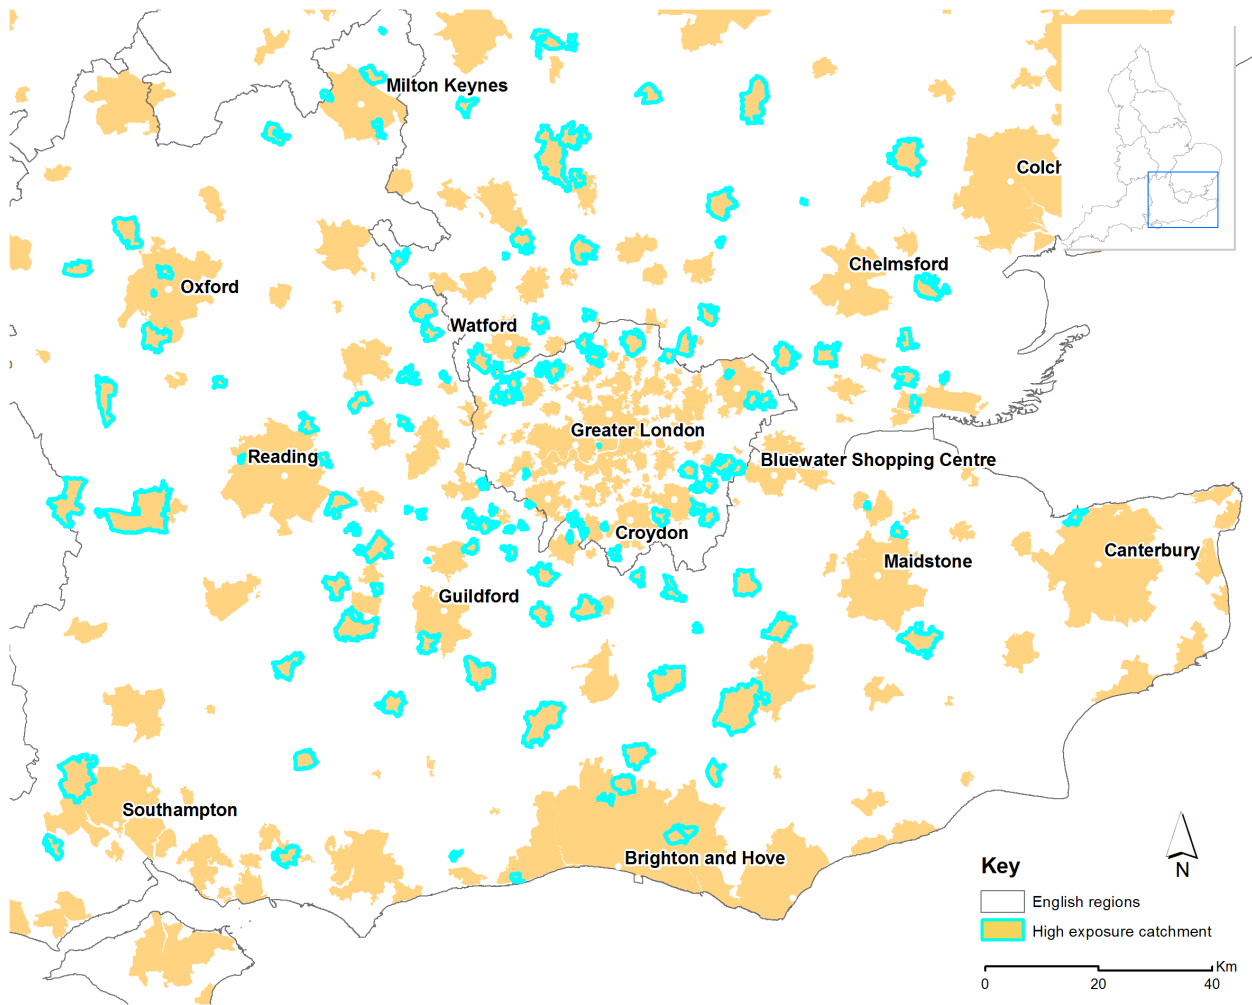 Milton Keynes
Colch
Chelmsford
Oxford
Watford
Greater London
Reading
Bluewater Shopping Centre
Croydon
Canterbury
Maidstone
Guildford
Southampton
Brighton and Hove
N
Key
English regions
High exposure catchment
Km
0 20 40